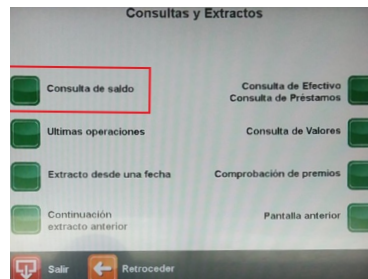 Consultas y Extractos
Consulta de saldo
Consulta de Efectivo
Consulta de Préstamos
Ultimas operaciones
Consulta de Valores
Extracto desde una fecha
Comprobación de premios
Continuación
extracto anterior
Pantalla anterior
Salir
Retroceder